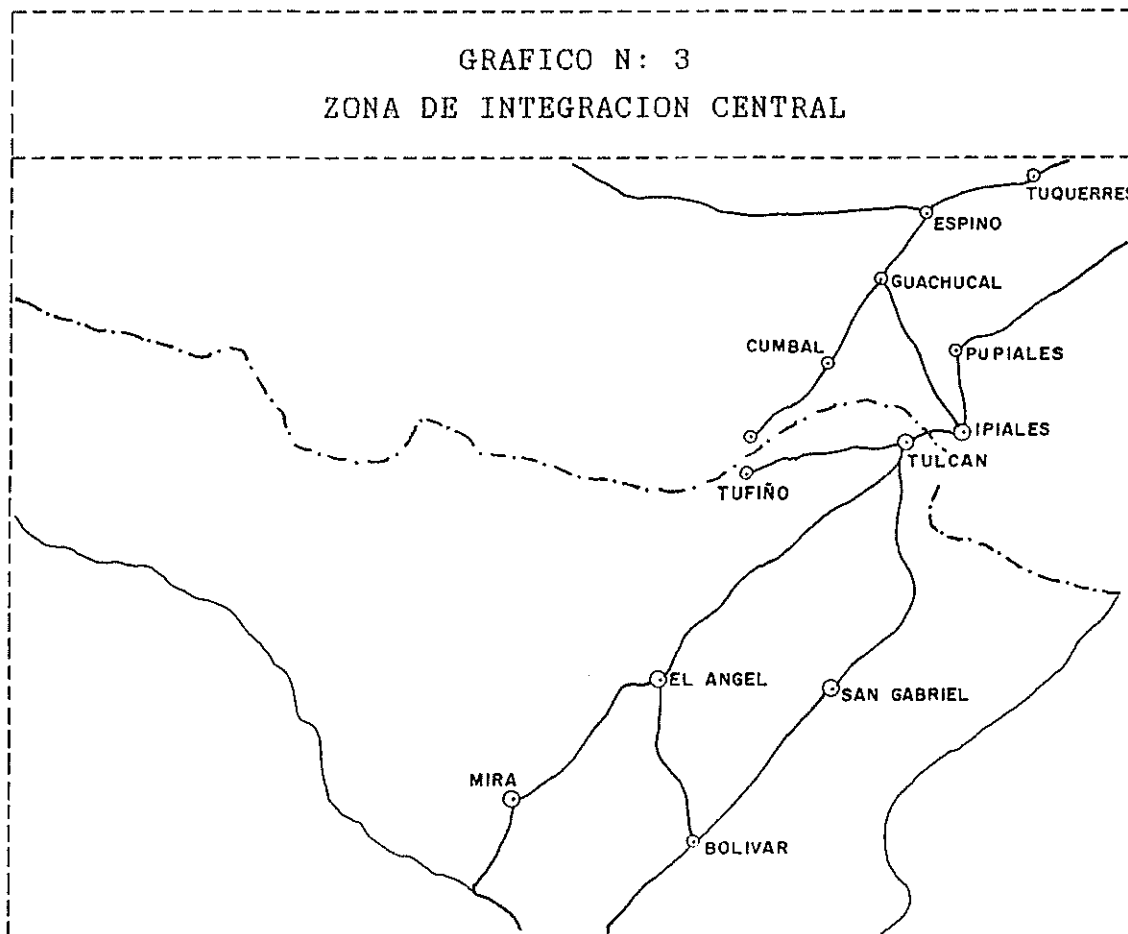 GRAFICO N: 3
ZONA DE INTEGRACION CENTRAL
TUQUERRES
ESPINO
GUACHUCAL
CUMBAL
PUPIALES
IPIALES
TULCAN
TUFIÑO
EL ANGEL
SAN GABRIEL
MIRA
BOLIVAR